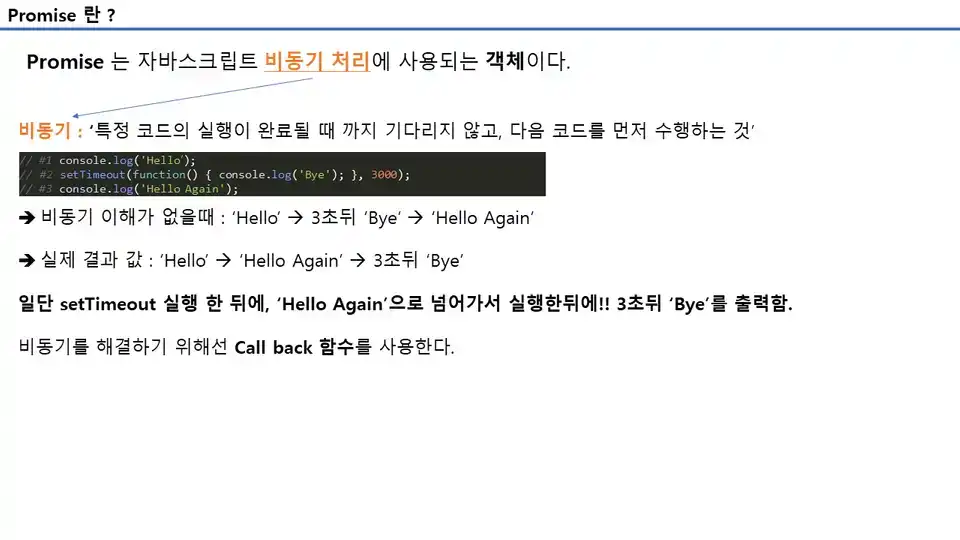 Promise 란 ?
Promise 는 자바스크립트 비동기 처리에 사용되는 객체이다.
비동기 : ‘특정 코드의 실행이 완료될 때 까지 기다리지 않고, 다음 코드를 먼저 수행하는 것’
// #1 console.log('Hello');
// #2 setTimeout(function() { console.log('Bye'); }, 3000);
// #3 console.log('Hello Again');
➔ 비동기 이해가 없을때 : ‘Hello’ → 3초뒤 ‘Bye’ → ‘Hello Again’
➔ 실제 결과 값 : ‘Hello’ → ‘Hello Again’ → 3초뒤 ‘Bye’
일단 setTimeout 실행 한 뒤에, ‘Hello Again’으로 넘어가서 실행한뒤에!! 3초뒤 ‘Bye’를 출력함.
비동기를 해결하기 위해선 Call back 함수를 사용한다.